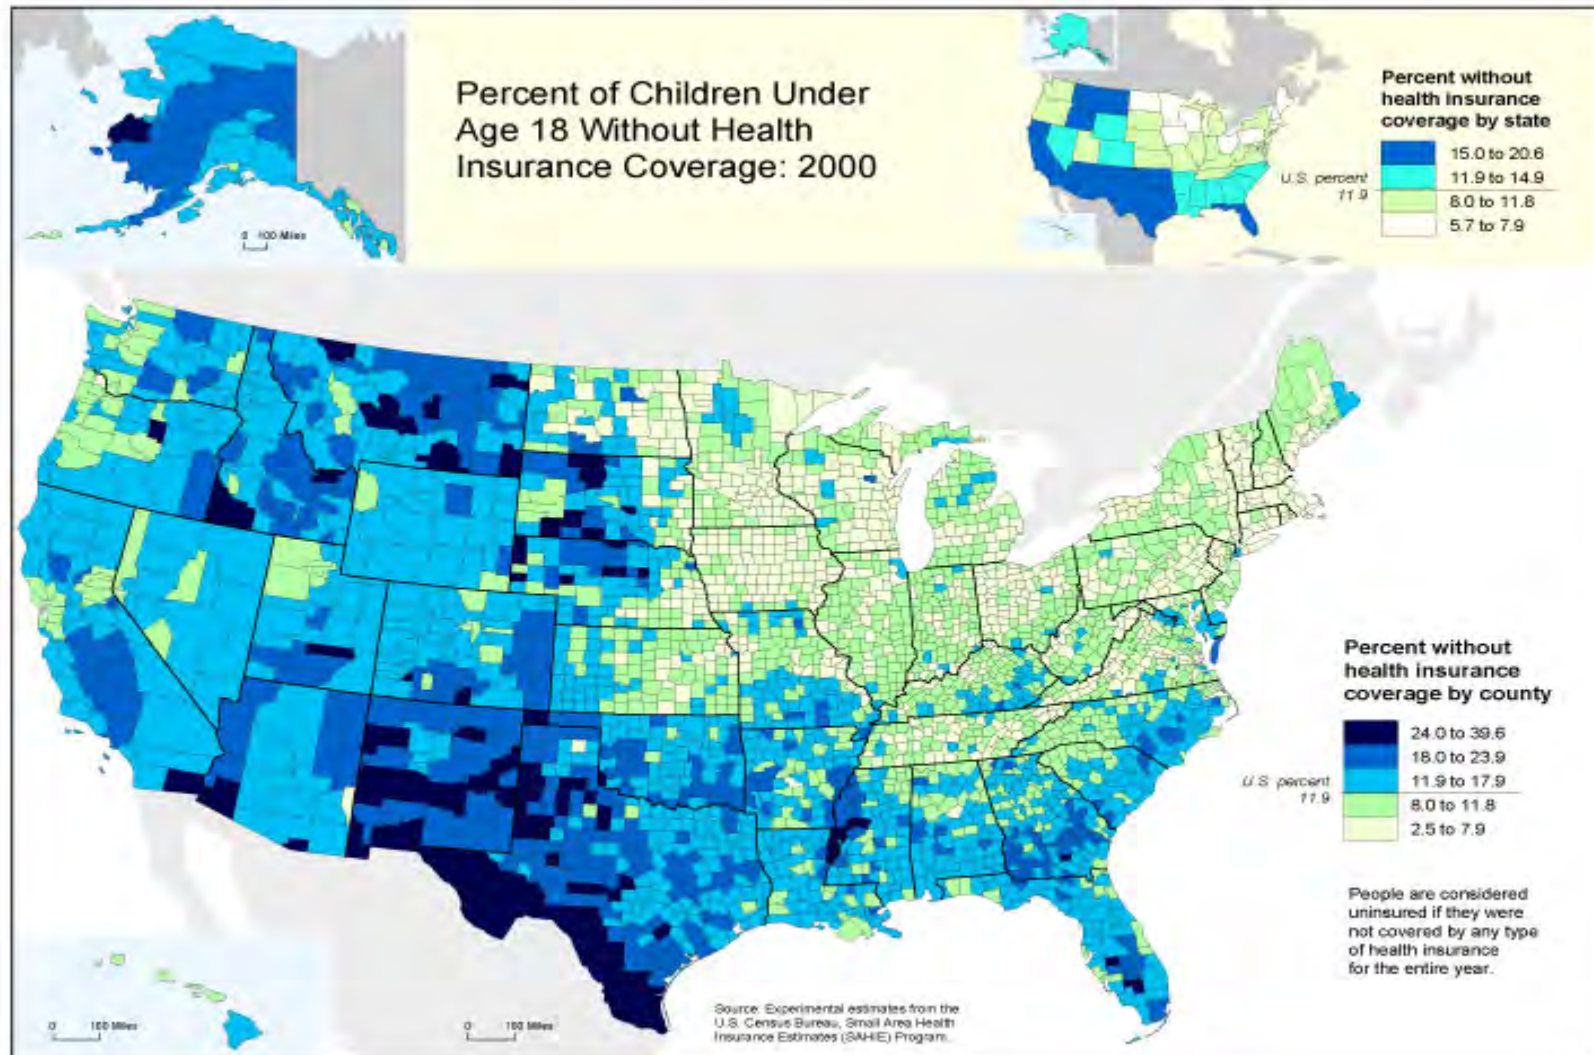 Percent of Children Under
Age 18 Without Health
Insurance Coverage: 2000
0 100 Miles
Percent without
health insurance
coverage by state
15.0 to 20.6
11.9 to 14.9
U.S. percent
11.9
8.0 to 11.8
5.7 to 7.9
Percent without
health insurance
coverage by county
24.0 to 39.6
18.0 to 23.9
11.9 to 17.9
U.S. percent
11.9
8.0 to 11.8
2.5 to 7.9
People are considered
uninsured if they were
not covered by any type
of health insurance
for the entire year.
0 100 Miles
0 100 Miles
Source: Experimental estimates from the
U.S. Census Bureau, Small Area Health
Insurance Estimates (SAHIE) Program.